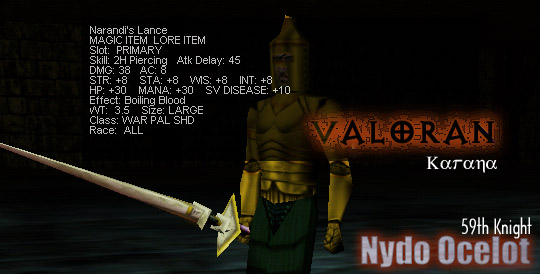 Narandi's Lance
MAGIC ITEM LORE ITEM
Slot: PRIMARY
Skill: 2H Piercing Atk Delay: 45
DMG: 38 AC: 8
STR: +8 STA: +8 WIS: +8 INT: +8
HP: +30 MANA: +30 SV DISEASE: +10
Effect: Boiling Blood
WT: 3.5 Size: LARGE
Class: WAR PAL SHD
Race: ALL
VALORAN
Καταηα
59th Knight
Nydo Ocelot